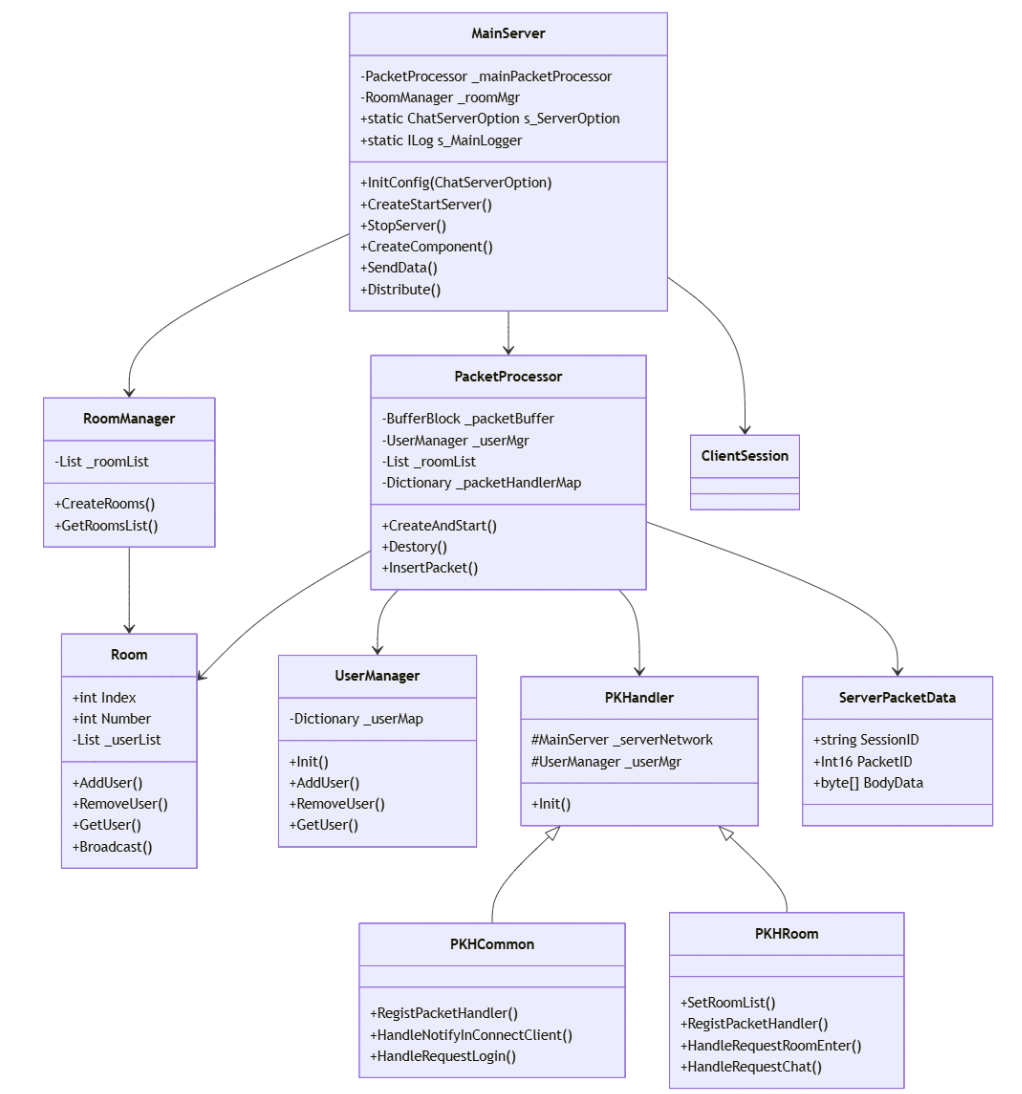 MainServer
-PacketProcessor _mainPacketProcessor
-RoomManager _roomMgr
+static ChatServerOption s_ServerOption
+static ILog s_MainLogger
+InitConfig(ChatServerOption)
+CreateStartServer()
+StopServer()
+CreateComponent()
+SendData()
+Distribute()
RoomManager
-List _roomList
+CreateRooms()
+GetRoomsList()
PacketProcessor
-BufferBlock _packetBuffer
-UserManager _userMgr
-List _roomList
-Dictionary _packetHandlerMap
+CreateAndStart()
+Destory()
+InsertPacket()
ClientSession
Room
+int Index
+int Number
-List _userList
+AddUser()
+RemoveUser()
+GetUser()
+Broadcast()
UserManager
-Dictionary _userMap
+Init()
+AddUser()
+RemoveUser()
+GetUser()
PKHandler
#MainServer _serverNetwork
#UserManager _userMgr
+Init()
ServerPacketData
+string SessionID
+Int16 PacketID
+byte[] BodyData
PKHCommon
+RegistPacketHandler()
+HandleNotifyInConnectClient()
+HandleRequestLogin()
PKHRoom
+SetRoomList()
+RegistPacketHandler()
+HandleRequestRoomEnter()
+HandleRequestChat()